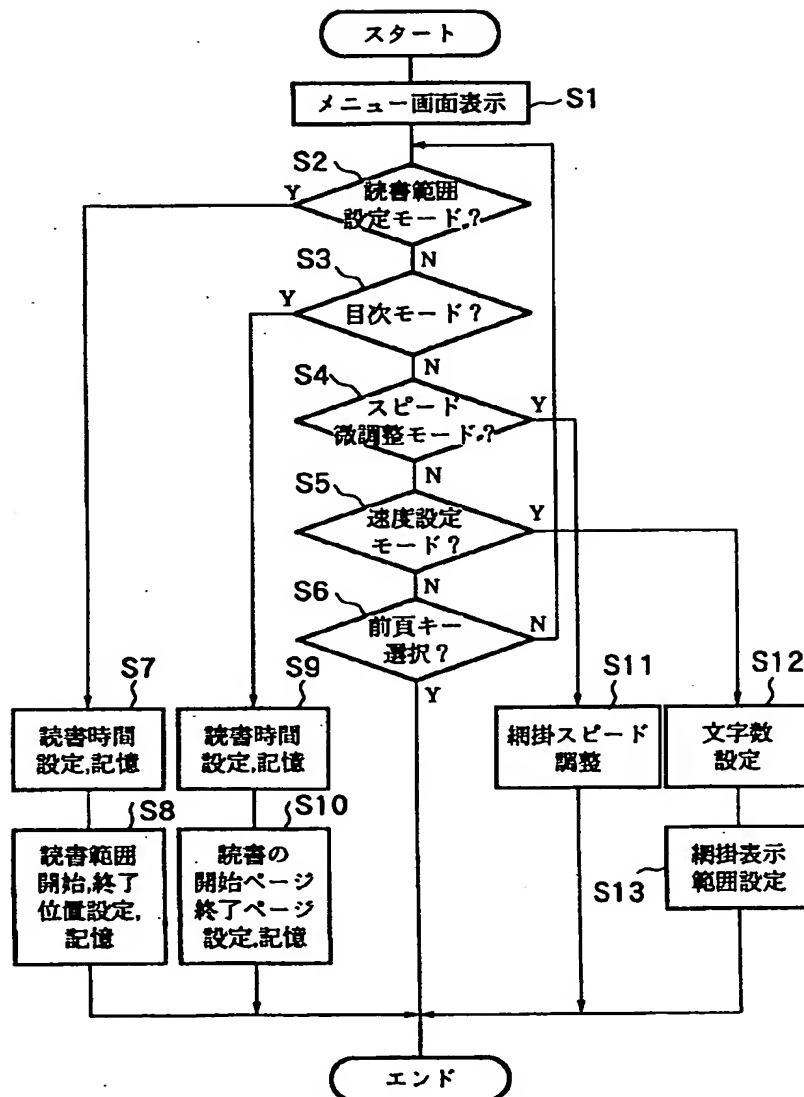 スタート
メニュー画面表示
S1
S2
Y
読書範囲
設定モード?
N
S3
Y
目次モード?
N
S4
スピード
微調整モード?
Y
N
S5
速度設定
モード?
Y
N
S6
前頁キー
選択?
N
Y
S7
読書時間
設定,記憶
S9
読書時間
設定,記憶
S11
網掛スピード
調整
S12
文字数
設定
S8
読書範囲
開始,終了
位置設定,
記憶
S10
読書の
開始ページ
終了ページ
設定,記憶
S13
網掛表示
範囲設定
エンド